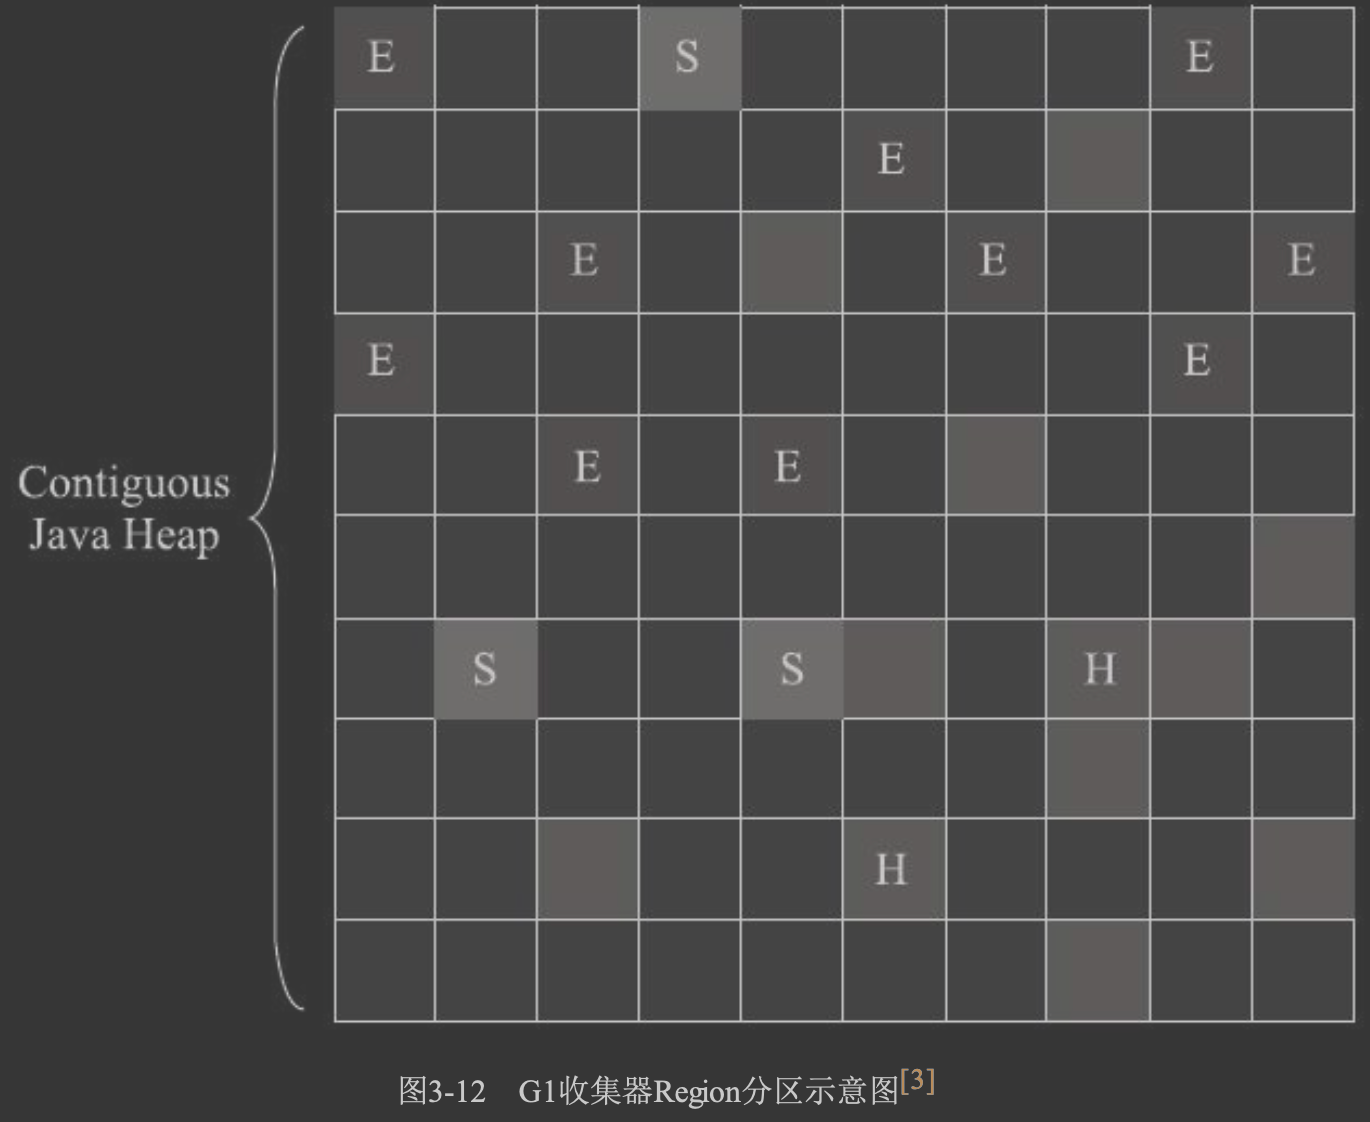 E S E
E
E E E
E E
E E
Contiguous
Java Heap
S S H
H
图3-12 G1收集器Region分区示意图[3]